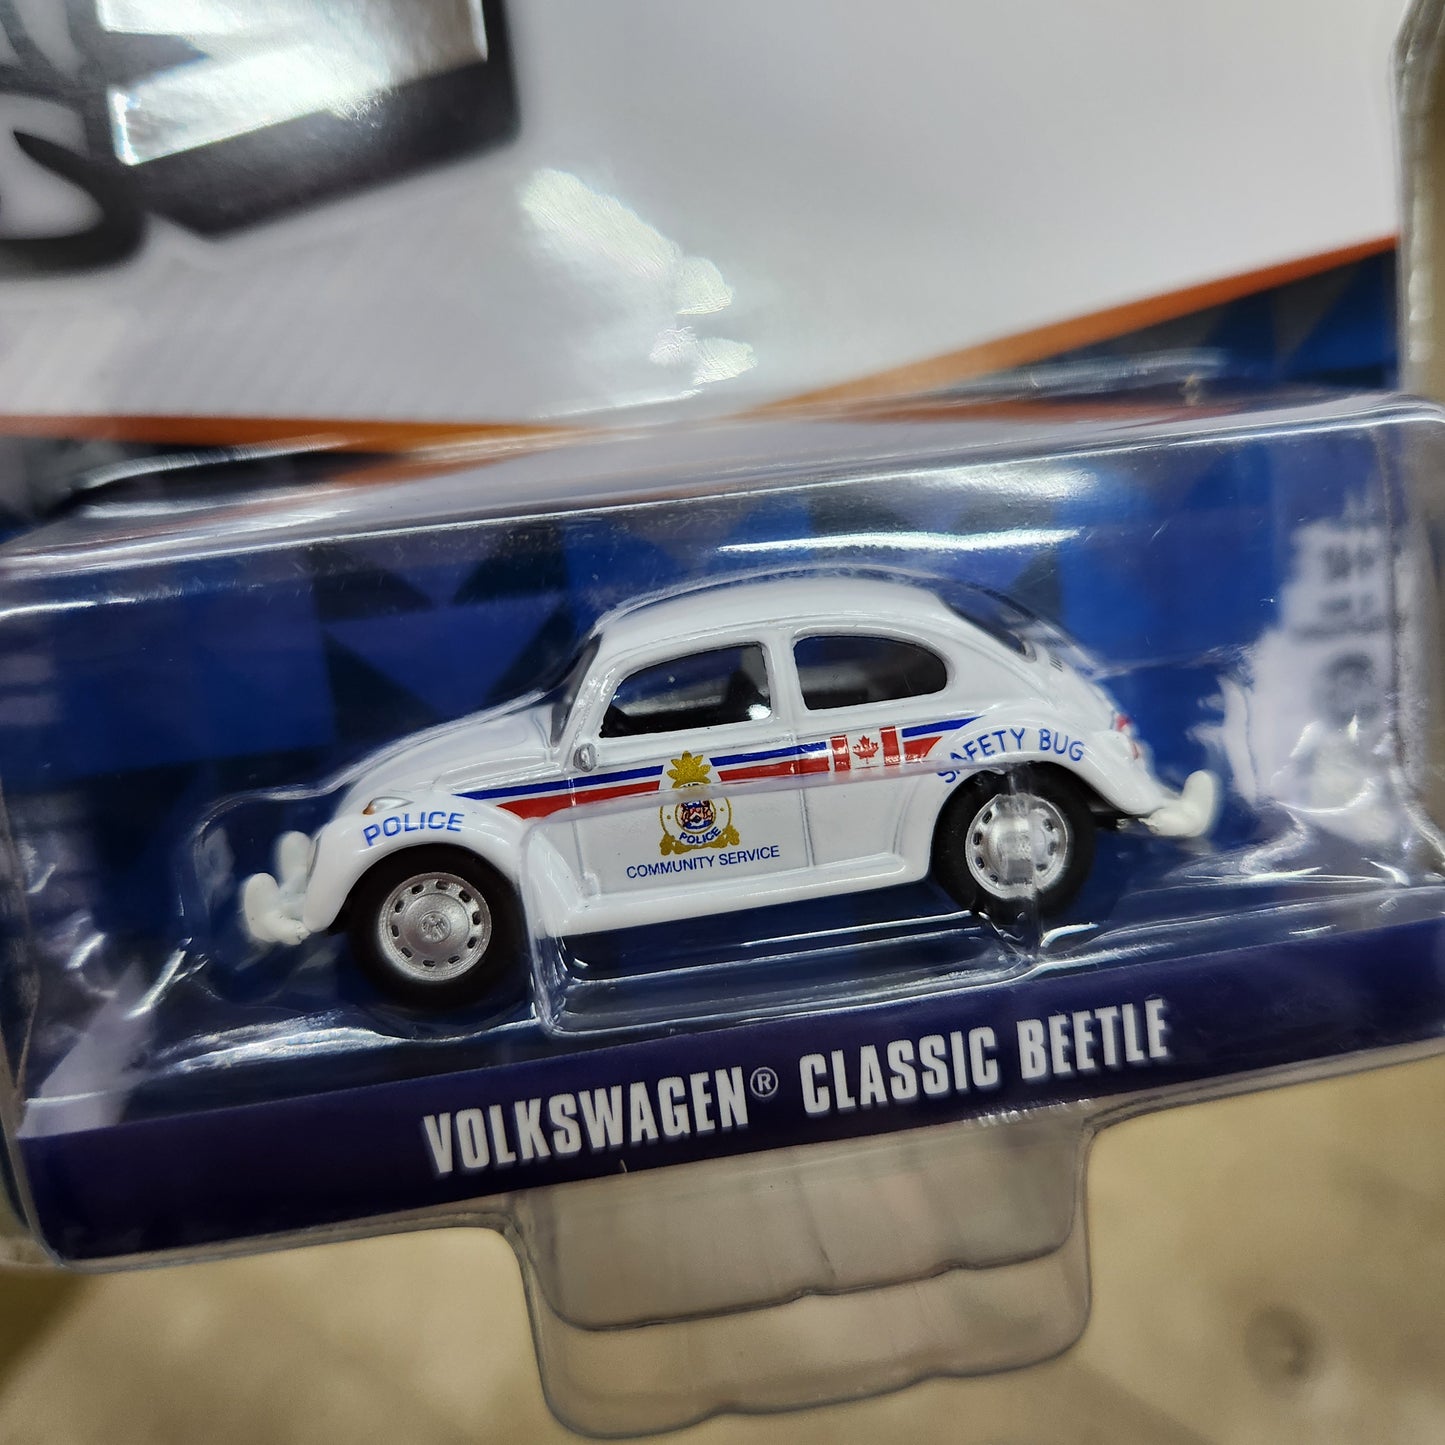 SAFETY BUG
POLICE
POLICE
COMMUNITY SERVICE
VOLKSWAGEN® CLASSIC BEETLE